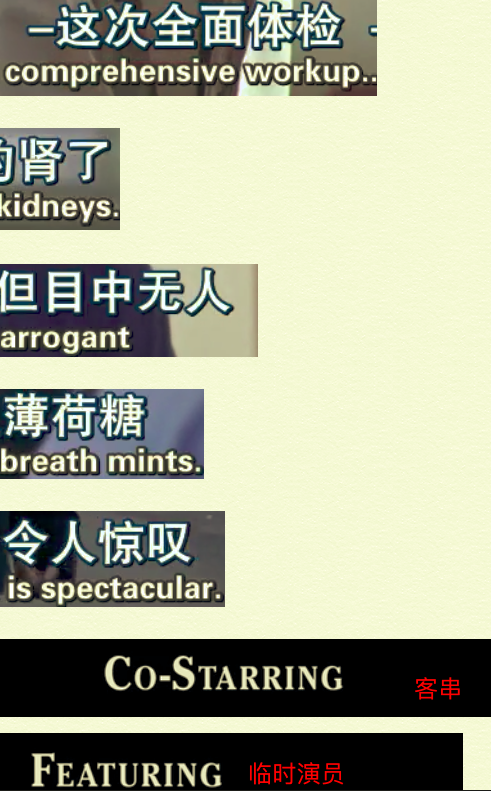 –这次全面体检 -
comprehensive workup..
的肾了
kidneys.
但目中无人
arrogant
薄荷糖
breath mints.
令人惊叹
is spectacular.
CO-STARRING
客串
FEATURING 临时演员